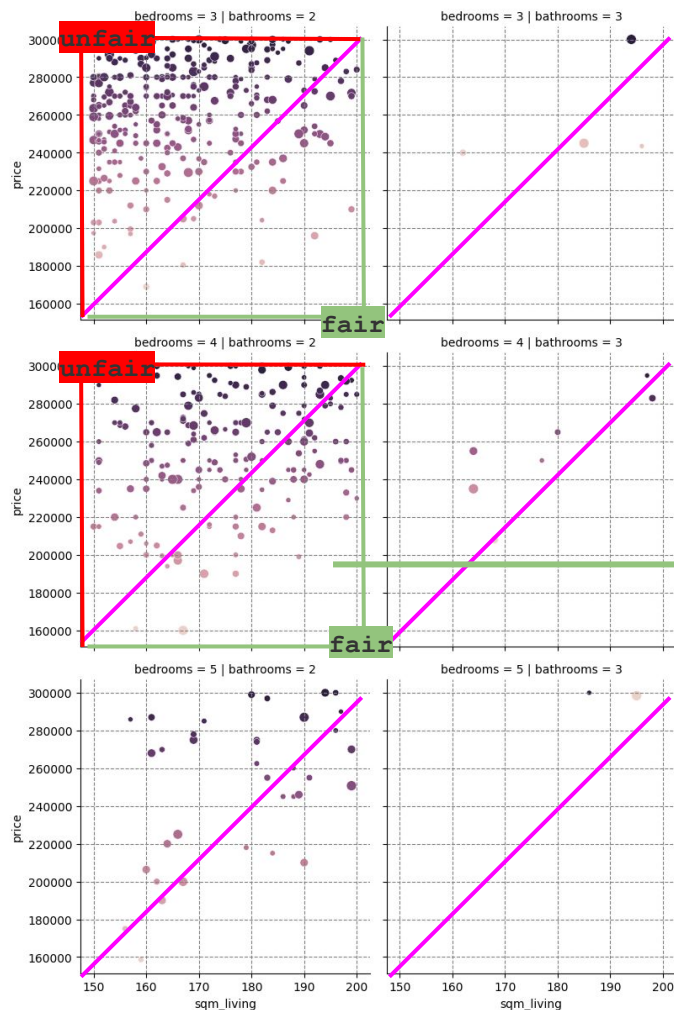 bedrooms = 3 | bathrooms = 2
bedrooms = 3 | bathrooms = 3
unfair
300000
280000
260000
240000
220000
200000
180000
160000
price
fair
bedrooms = 4 | bathrooms = 2
bedrooms = 4 | bathrooms = 3
unfair
300000
280000
260000
240000
220000
200000
180000
160000
price
fair
bedrooms = 5 | bathrooms = 2
bedrooms = 5 | bathrooms = 3
300000
280000
260000
240000
220000
200000
180000
160000
price
150 160 170 180 190 200
150 160 170 180 190 200
sqm_living
sqm_living